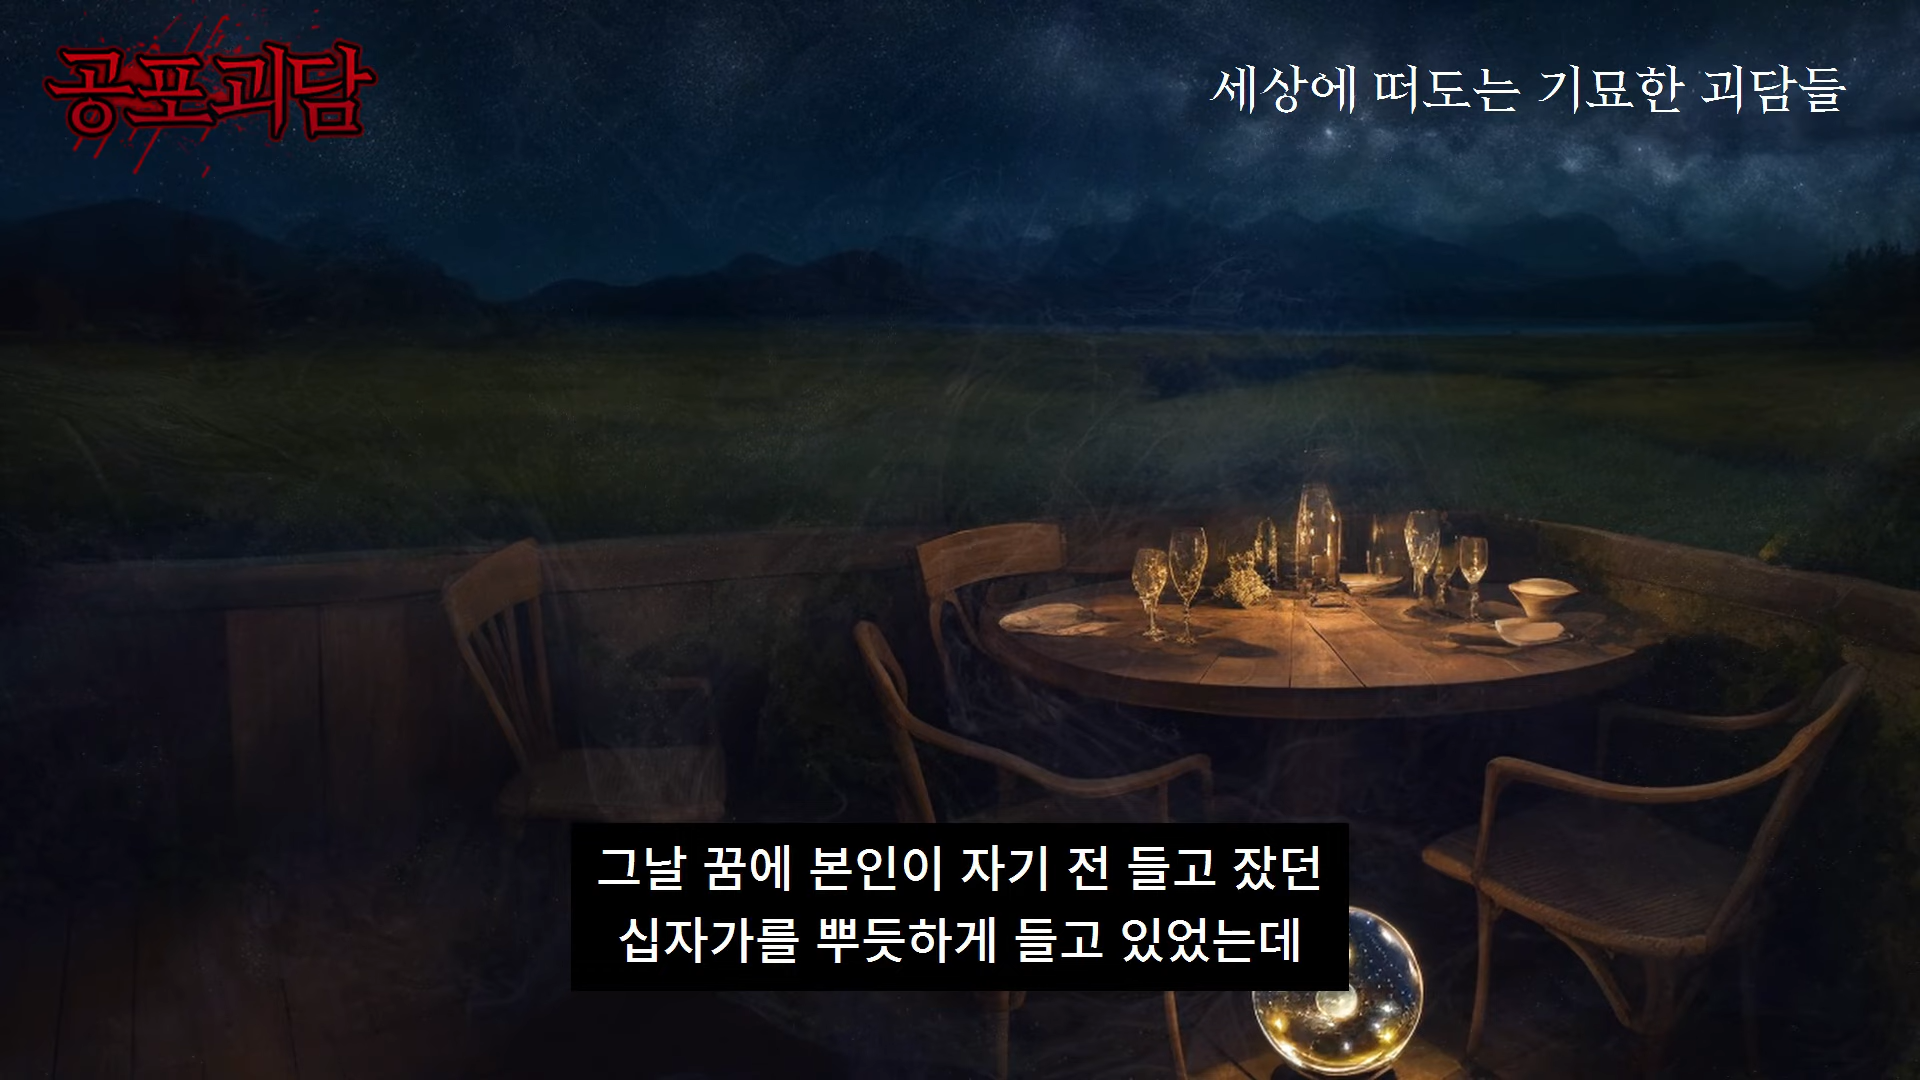 공포괴담
세상에 떠도는 기묘한 괴담들
그날 꿈에 본인이 자기 전 들고 잤던
십자가를 뿌듯하게 들고 있었는데